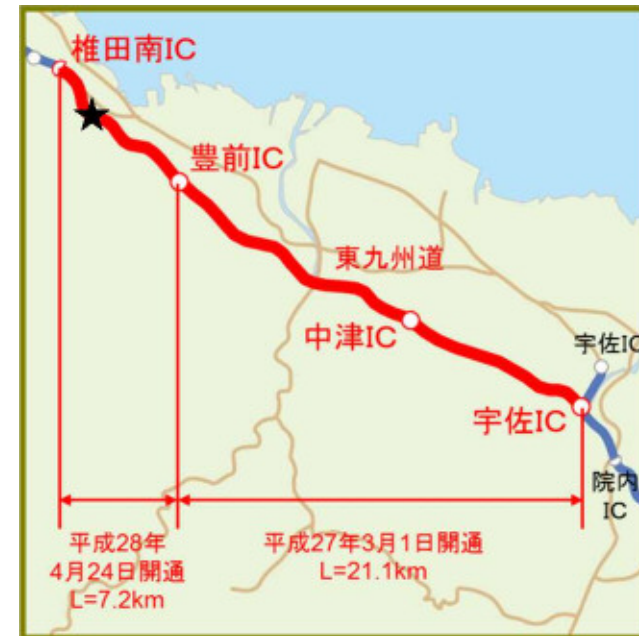 椎田南IC
豊前IC
東九州道
中津IC
宇佐IC
宇佐IC
院内
IC
平成28年
4月24日開通
L=7.2km
平成27年3月1日開通
L=21.1km